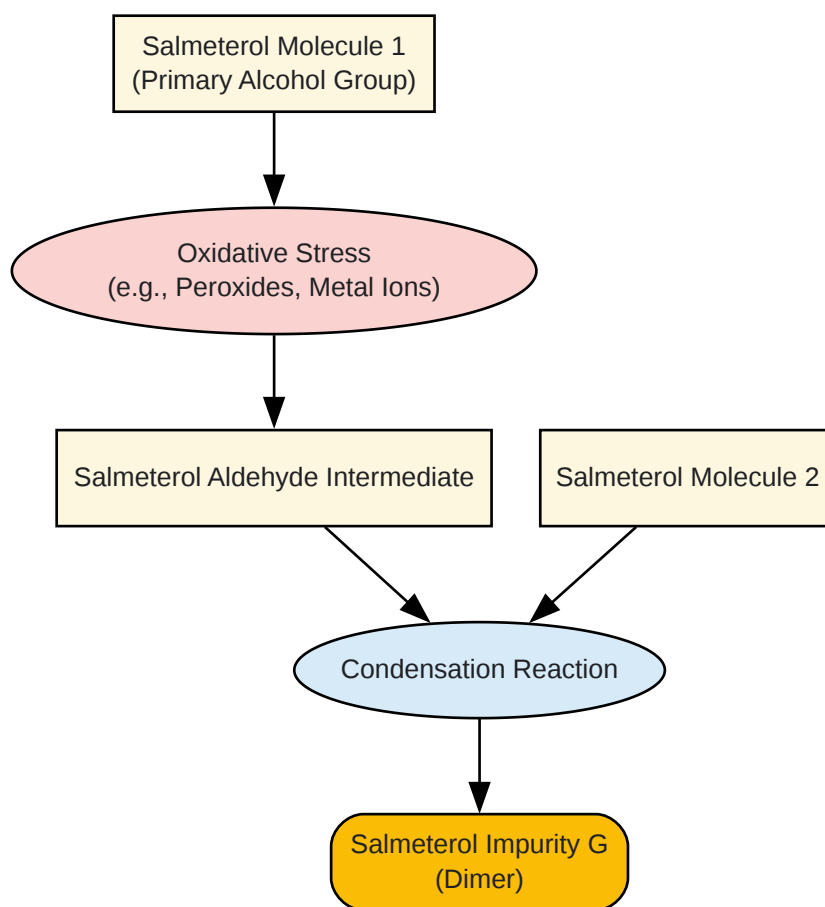 Salmeterol Molecule 1
(Primary Alcohol Group)
Oxidative Stress
(e.g., Peroxides, Metal Ions)
Salmeterol Aldehyde Intermediate
Salmeterol Molecule 2
Condensation Reaction
Salmeterol Impurity G
(Dimer)